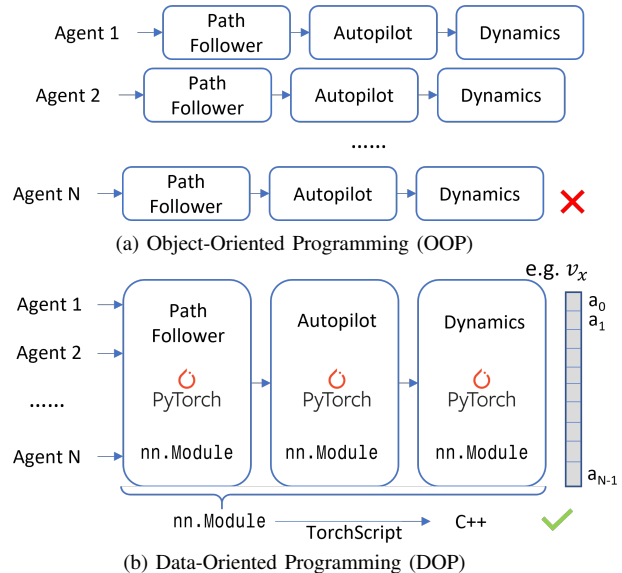 Agent 1
Path
Follower
Autopilot
Dynamics
Agent 2
Path
Follower
Autopilot
Dynamics
......
Agent N
Path
Follower
Autopilot
Dynamics
(a) Object-Oriented Programming (OOP)
e.g. vₓ
Agent 1
Agent 2
......
Agent N
Path
Follower
PyTorch
nn.Module
Autopilot
PyTorch
nn.Module
Dynamics
PyTorch
nn.Module
a₀
a₁
a_{N-1}
nn.Module
TorchScript
C++
(b) Data-Oriented Programming (DOP)